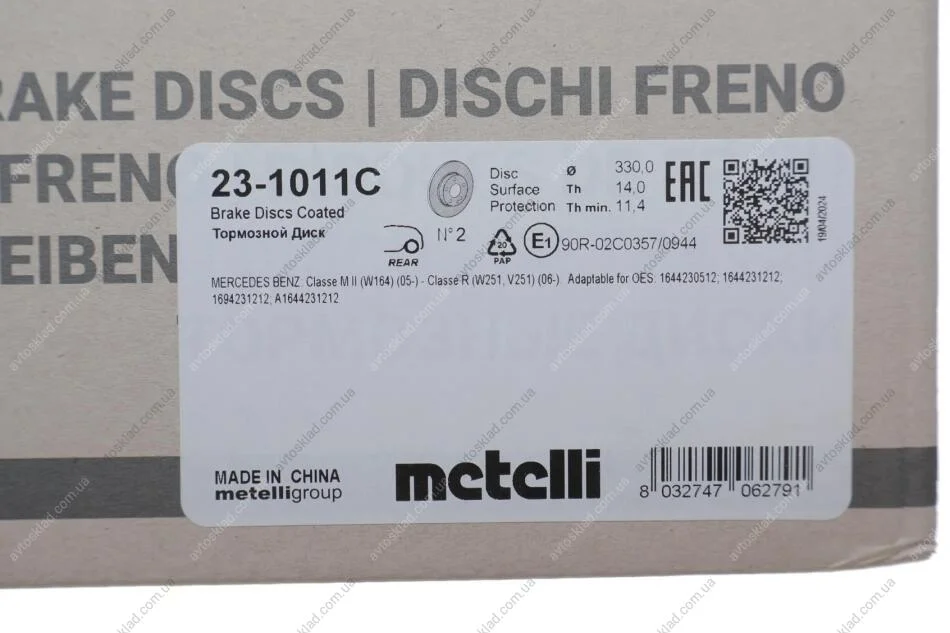 RAKE DISCS | DISCHI FRENO
FRENO
EIBEN
23-1011C
Brake Discs Coated
Тормозной Диск
REAR
N° 2
Disc Ø 330,0
Surface Th 14,0
Protection Th min. 11,4
EAC
20
PAP
E1 90R-02C0357/0944
19/04/2024
MERCEDES BENZ: Classe M II (W164) (05-) - Classe R (W251, V251) (06-). Adaptable for OES: 1644230512; 1644231212;
1694231212; A1644231212
MADE IN CHINA
metelligroup
metelli
8 032747 062791
avtosklad.com.ua